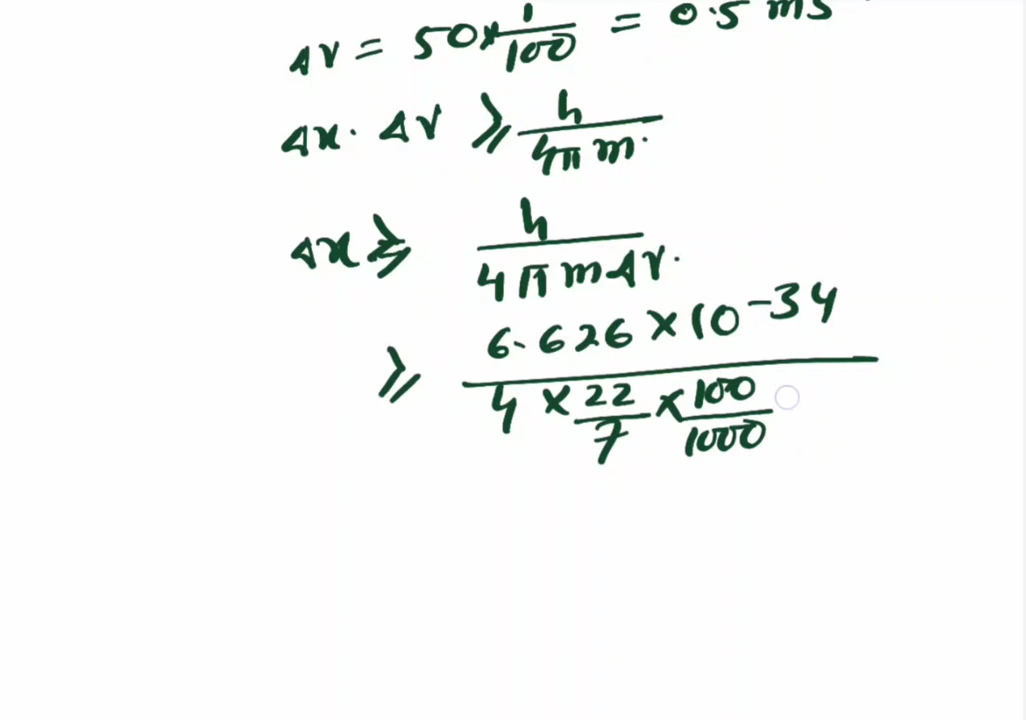 Δv = 50 × 1/100 = 0.5 ms
Δx · Δv ≥ h/4πm.
Δx ≥ h/4πmΔv.
≥ 6.626 × 10^-34 / 4 × 22/7 × 100/1000